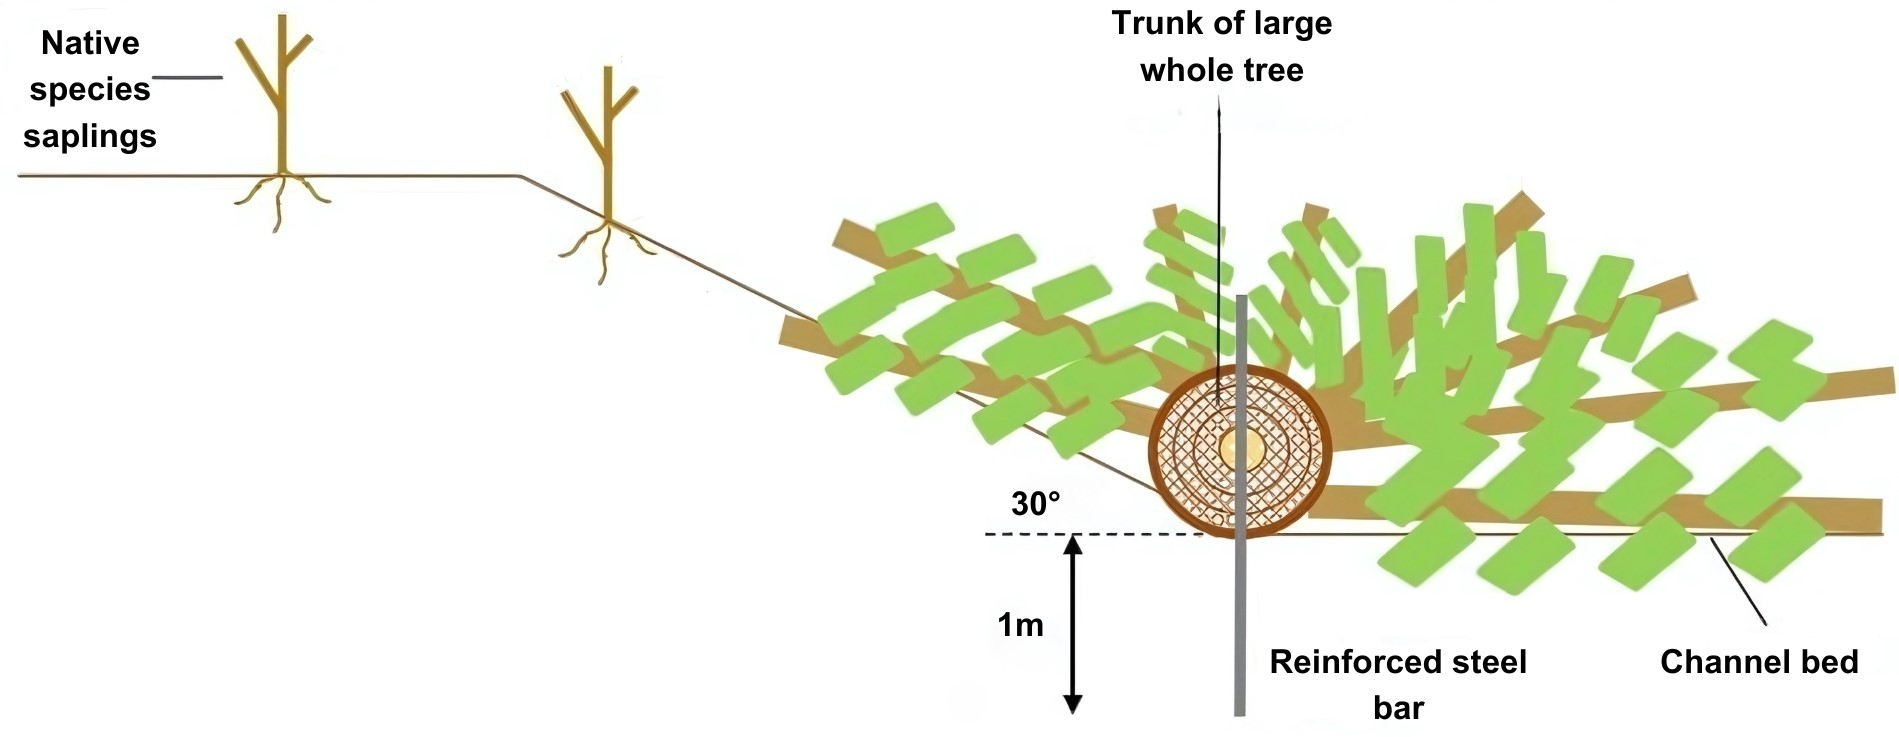 Native
species
saplings
Trunk of large
whole tree
30°
1m
Reinforced steel
bar
Channel bed